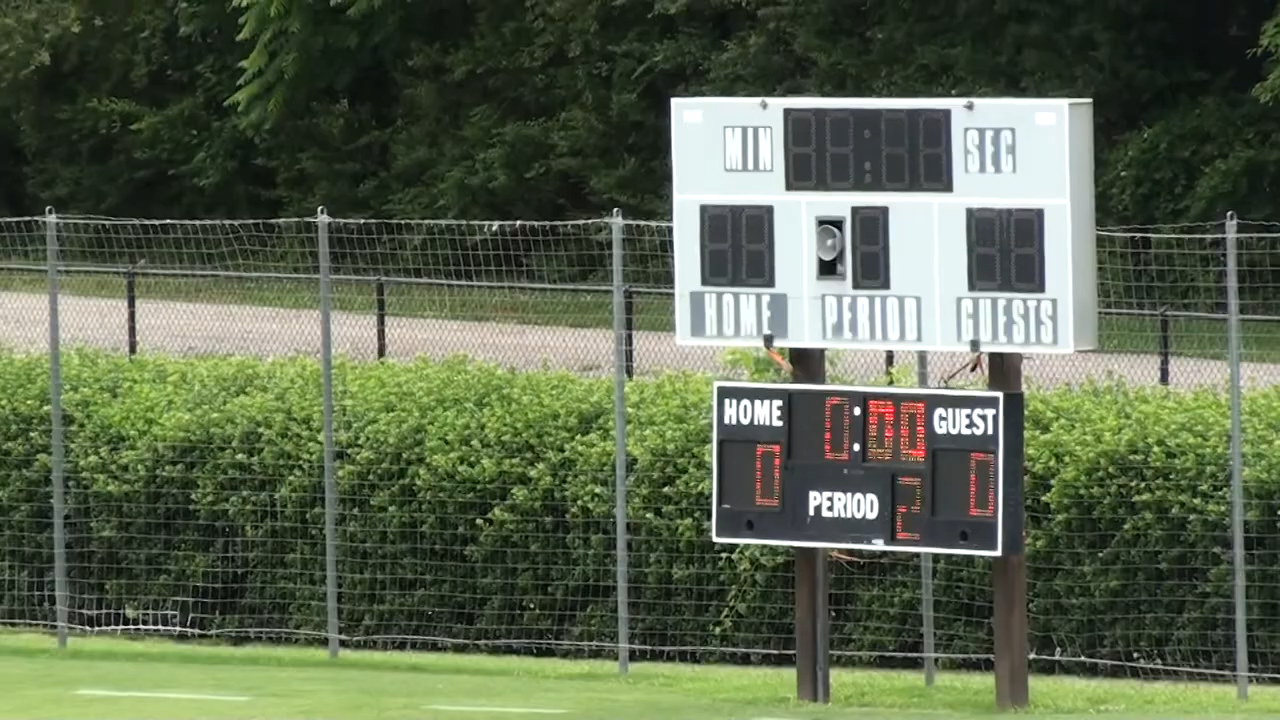 MIN SEC
HOME PERIOD GUESTS
HOME 0:00 GUEST
0 PERIOD 2 0